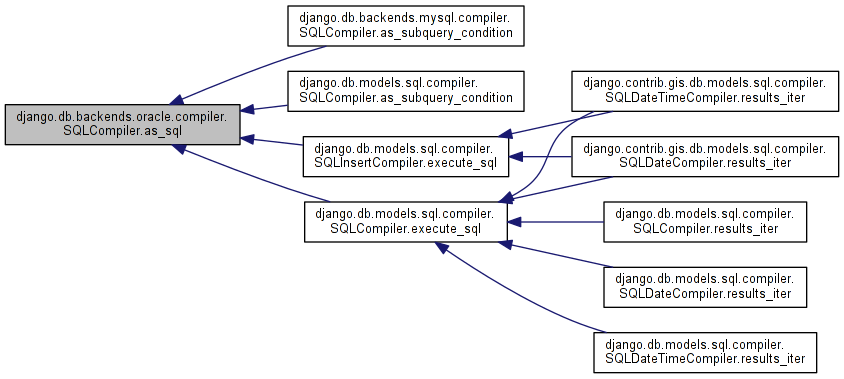 django.db.backends.mysql.compiler.
SQLCompiler.as_subquery_condition
django.db.models.sql.compiler.
SQLCompiler.as_subquery_condition
django.db.backends.oracle.compiler.
SQLCompiler.as_sql
django.db.models.sql.compiler.
SQLInsertCompiler.execute_sql
django.db.models.sql.compiler.
SQLCompiler.execute_sql
django.contrib.gis.db.models.sql.compiler.
SQLDateTimeCompiler.results_iter
django.contrib.gis.db.models.sql.compiler.
SQLDateCompiler.results_iter
django.db.models.sql.compiler.
SQLCompiler.results_iter
django.db.models.sql.compiler.
SQLDateCompiler.results_iter
django.db.models.sql.compiler.
SQLDateTimeCompiler.results_iter